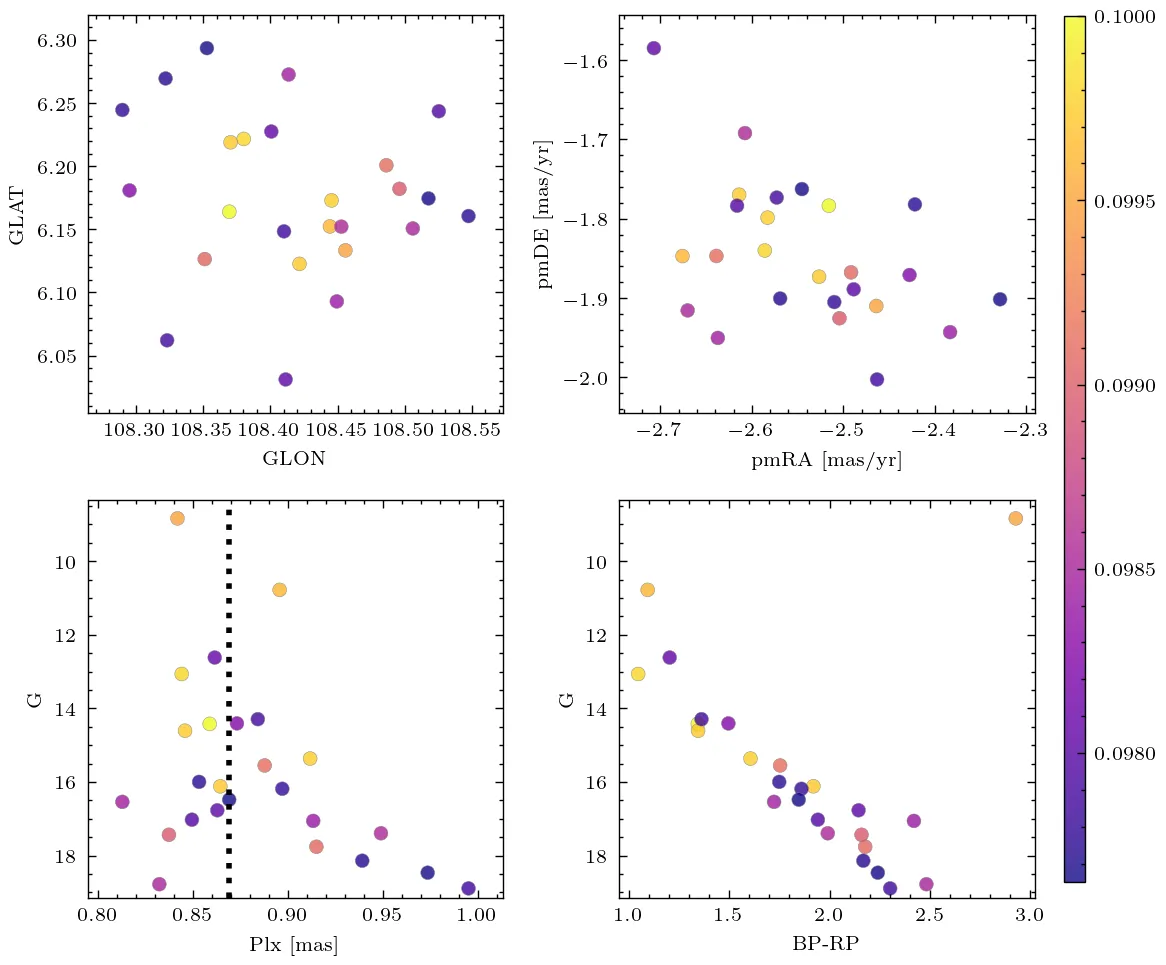 6.30
6.25
6.20
6.15
6.10
6.05
GLAT
108.30 108.35 108.40 108.45 108.50 108.55
GLON
−1.6
−1.7
−1.8
−1.9
−2.0
pmDE [mas/yr]
−2.7 −2.6 −2.5 −2.4 −2.3
pmRA [mas/yr]
0.1000
0.0995
0.0990
0.0985
0.0980
10
12
14
16
18
G
0.80 0.85 0.90 0.95 1.00
Plx [mas]
10
12
14
16
18
G
1.0 1.5 2.0 2.5 3.0
BP-RP